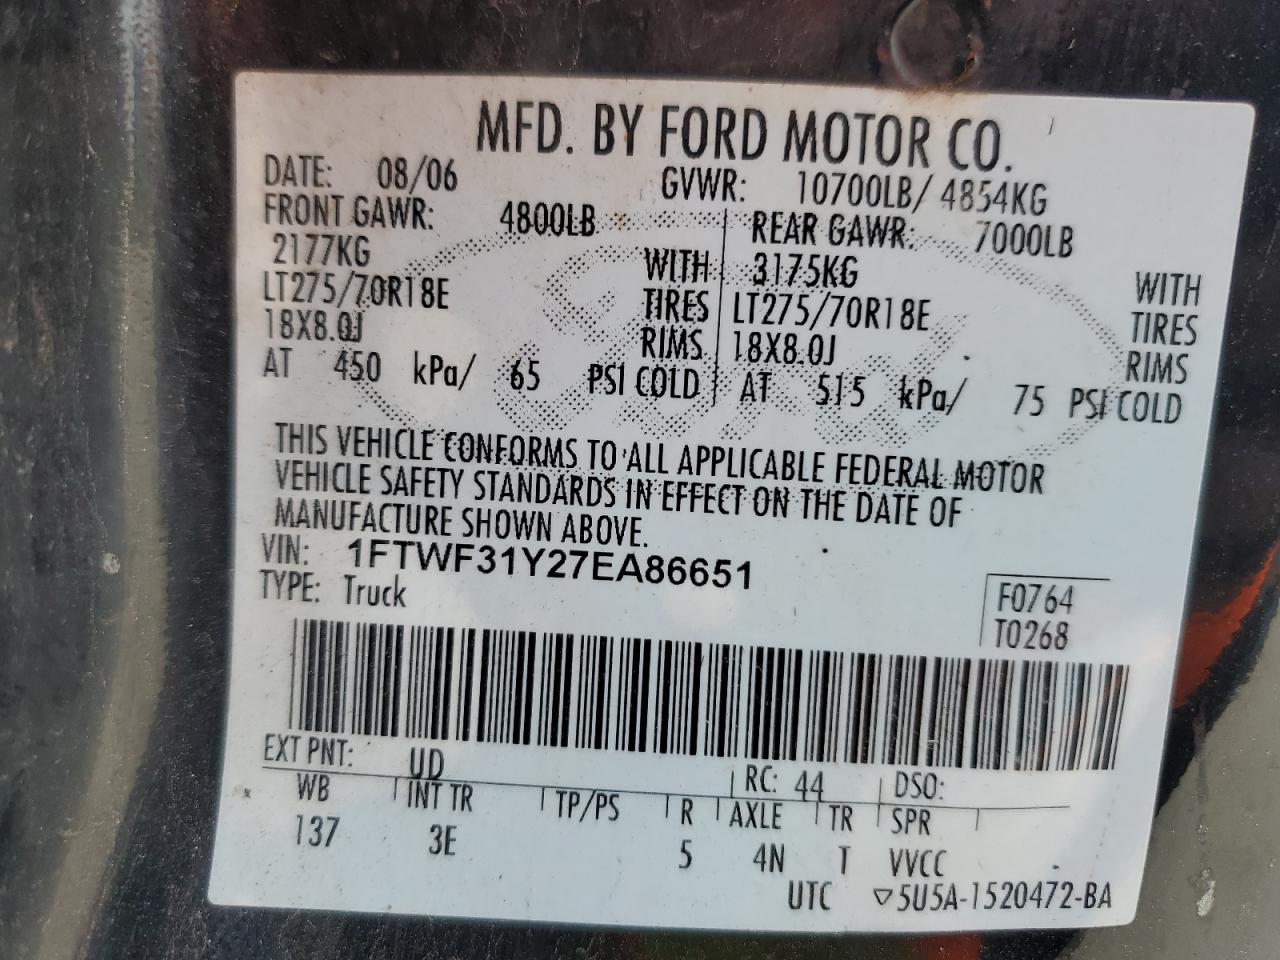 MFD. BY FORD MOTOR CO.
DATE: 08/06 GVWR: 10700LB/ 4854KG
FRONT GAWR: 4800LB REAR GAWR: 7000LB
2177KG WITH 3175KG WITH
LT275/70R18E TIRES LT275/70R18E TIRES
18X8.0J RIMS 18X8.0J RIMS
AT 450 kPa/ 65 PSI COLD AT 515 kPa/ 75 PSI COLD
THIS VEHICLE CONFORMS TO ALL APPLICABLE FEDERAL MOTOR
VEHICLE SAFETY STANDARDS IN EFFECT ON THE DATE OF
MANUFACTURE SHOWN ABOVE.
VIN: 1FTWF31Y27EA86651
TYPE: Truck F0764
T0268
EXT PNT: UD RC: 44 DSO:
WB INT TR TP/PS R AXLE TR SPR
137 3E 5 4N T VVCC
UTC ▽5U5A-1520472-BA